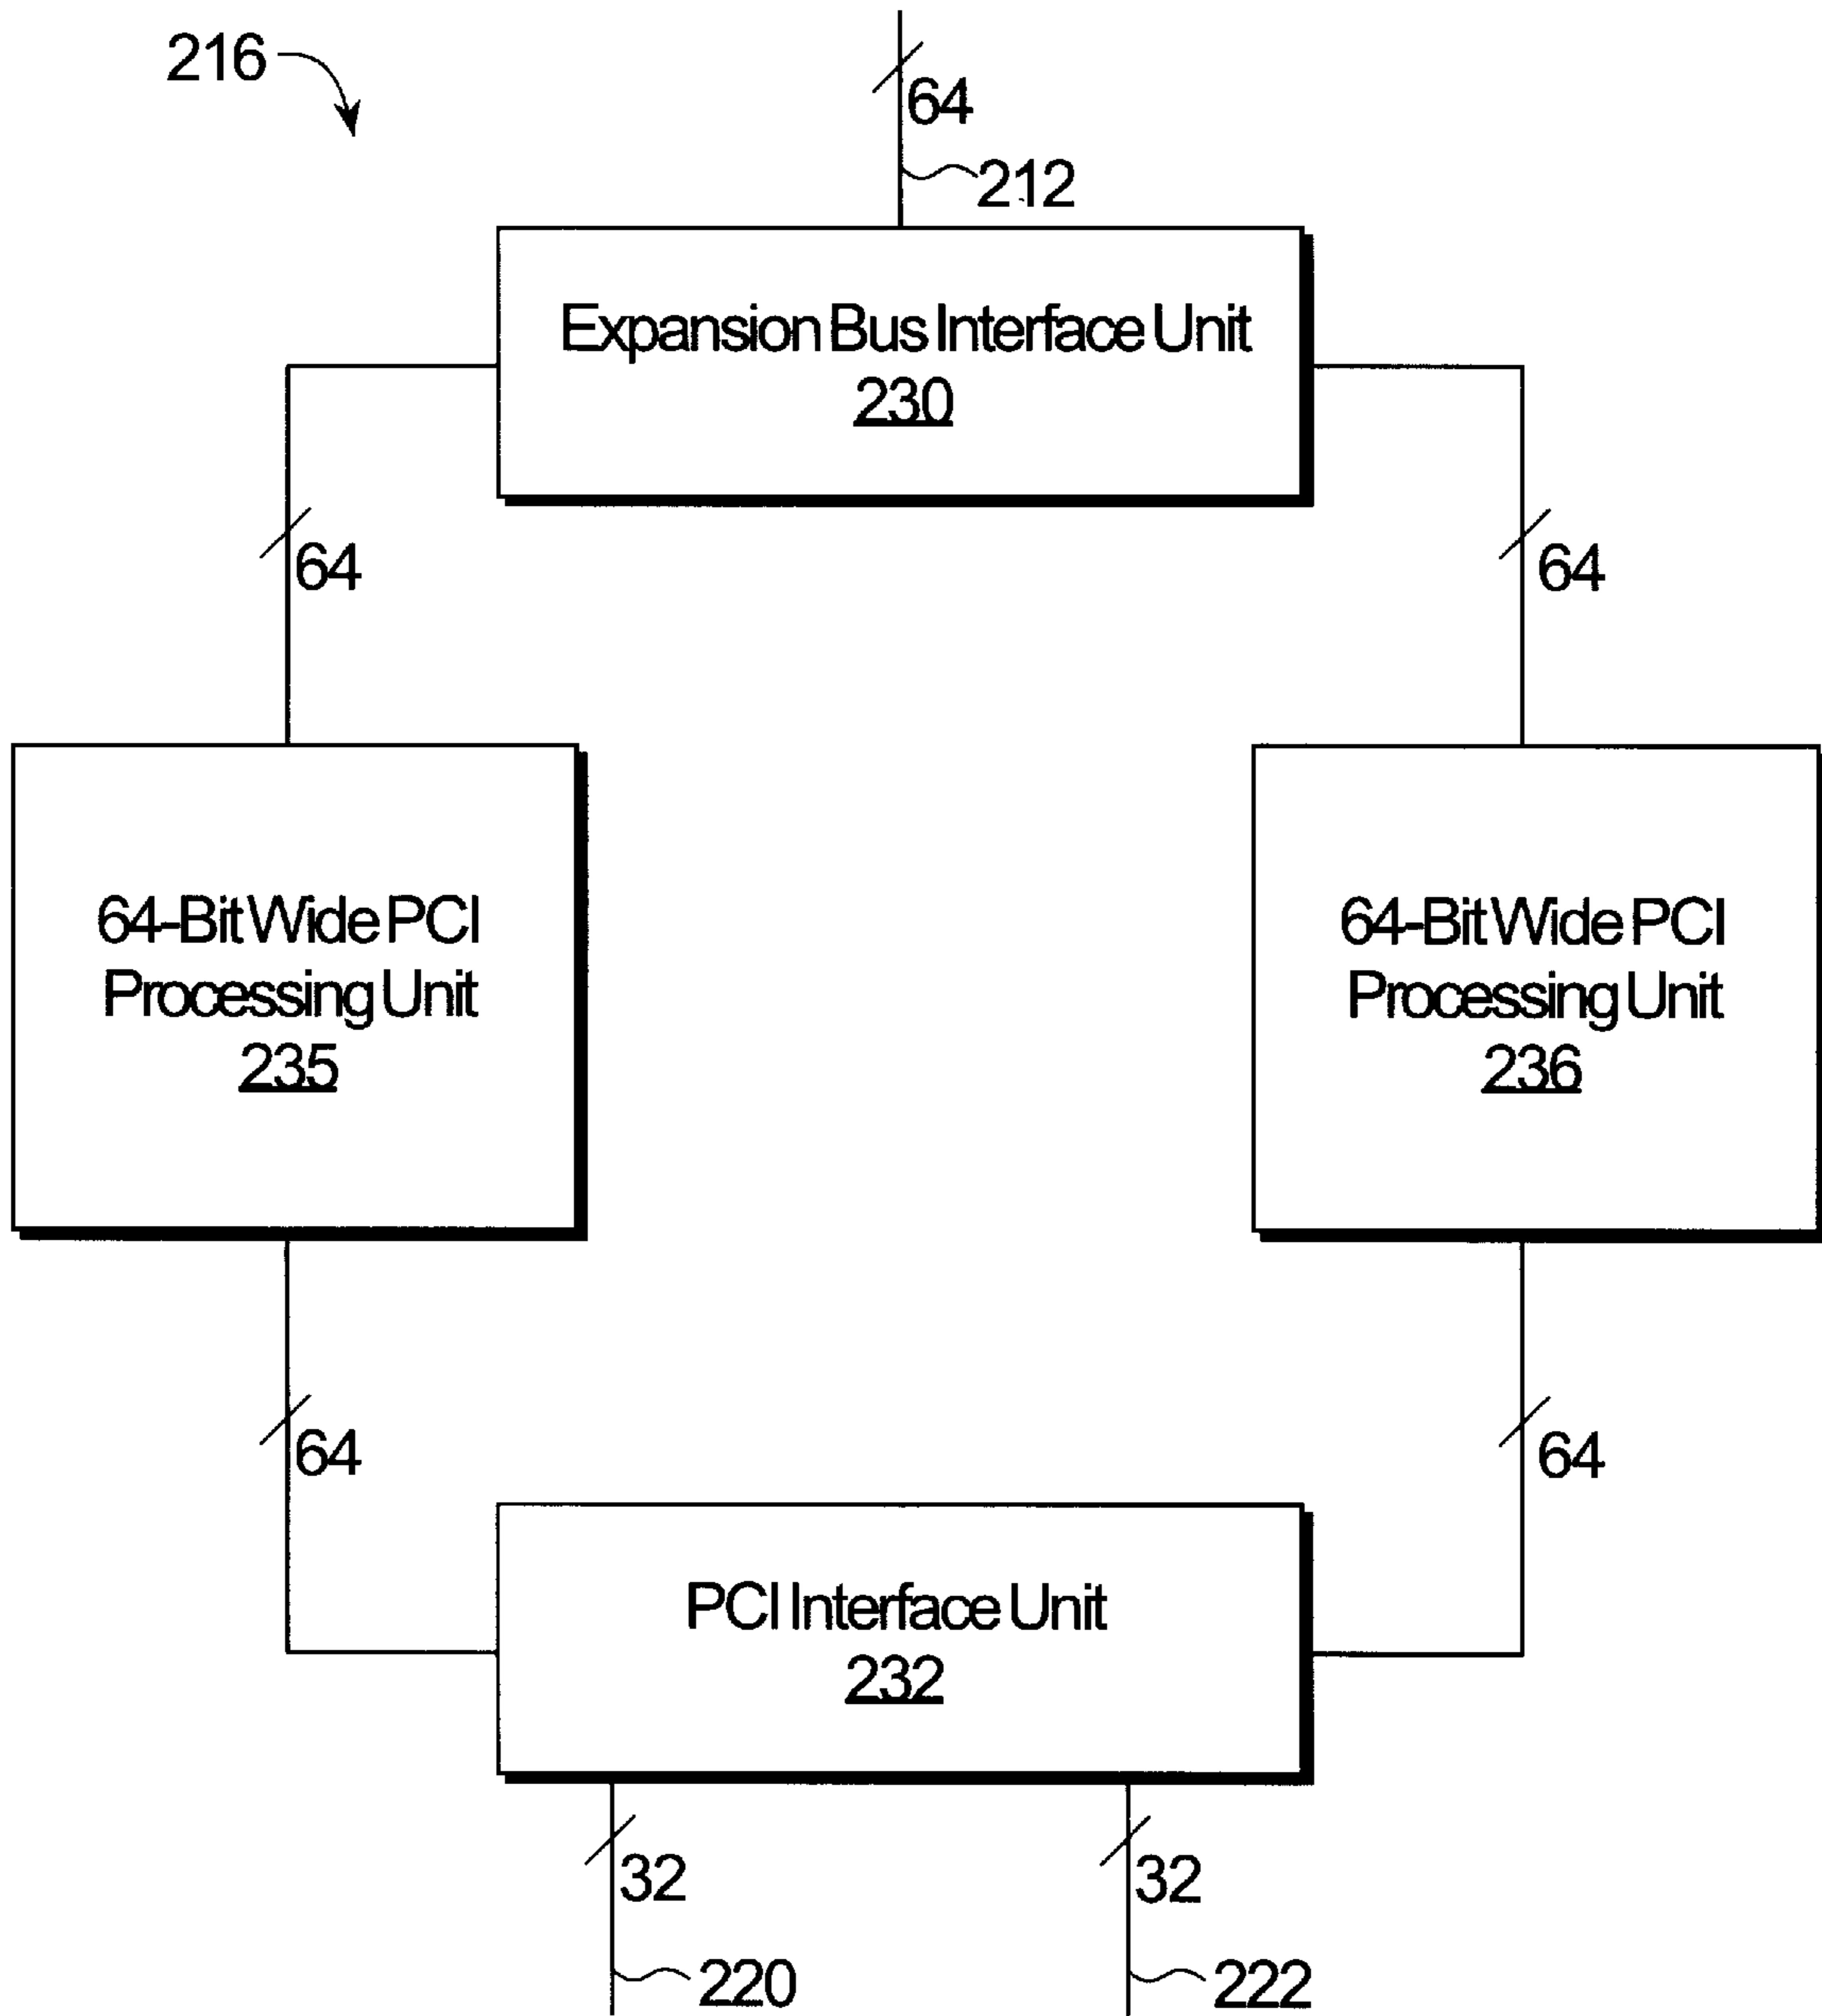 216
64
212
Expansion Bus Interface Unit
230
64
64
64-Bit Wide PCI
Processing Unit
235
64-Bit Wide PCI
Processing Unit
236
64
64
PCI Interface Unit
232
32
32
220
222